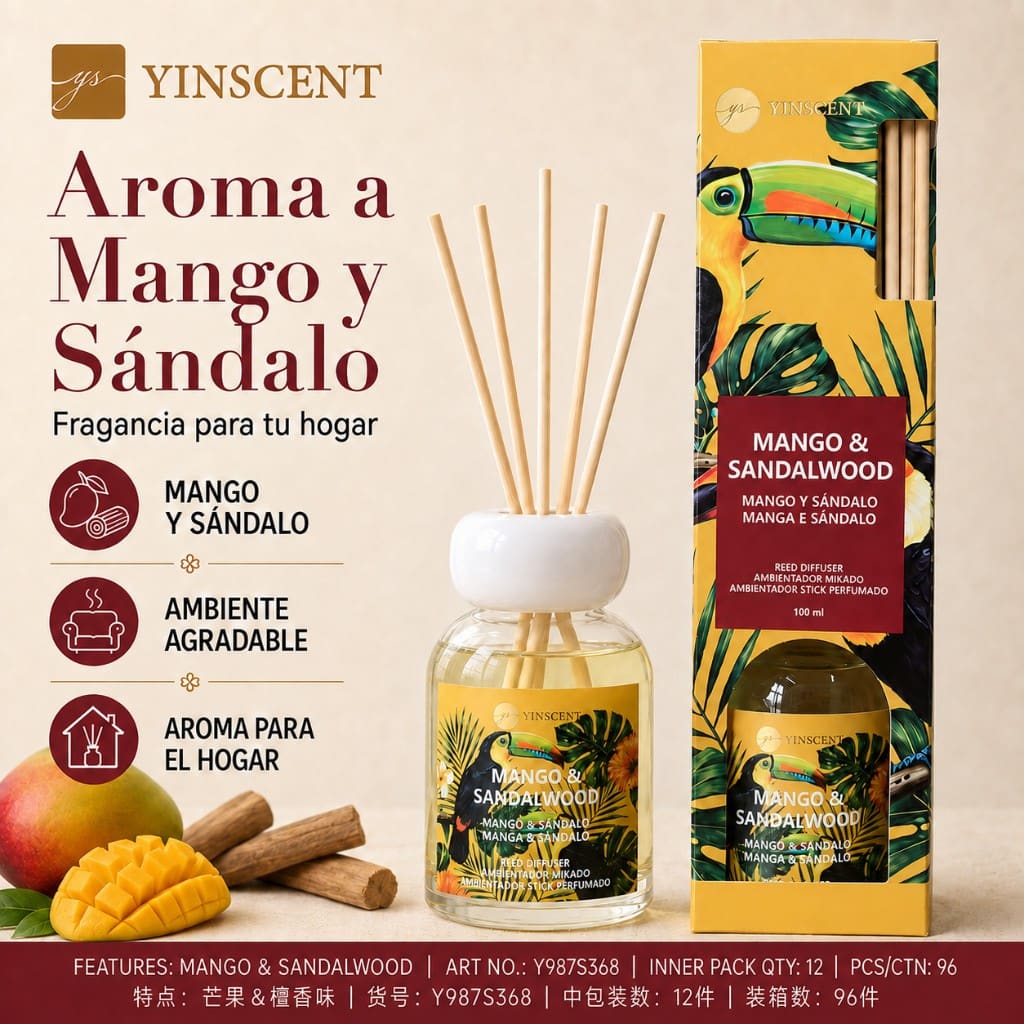 ys YINSCENT
Aroma a
Mango y
Sándalo
Fragancia para tu hogar
MANGO
Y SÁNDALO
AMBIENTE
AGRADABLE
AROMA PARA
EL HOGAR
ys YINSCENT
MANGO &
SANDALWOOD
MANGO & SÁNDALO
MANGA & SÁNDALO
REED DIFFUSER
AMBIENTADOR MIKADO
AMBIENTADOR STICK PERFUMADO
ys YINSCENT
MANGO &
SANDALWOOD
MANGO Y SÁNDALO
MANGA E SÁNDALO
REED DIFFUSER
AMBIENTADOR MIKADO
AMBIENTADOR STICK PERFUMADO
100 ml
ys YINSCENT
MANGO &
SANDALWOOD
MANGO & SÁNDALO
MANGA & SÁNDALO
FEATURES: MANGO & SANDALWOOD | ART NO.: Y987S368 | INNER PACK QTY: 12 | PCS/CTN: 96
特点：芒果&檀香味 | 货号：Y987S368 | 中包装数：12件 | 装箱数：96件